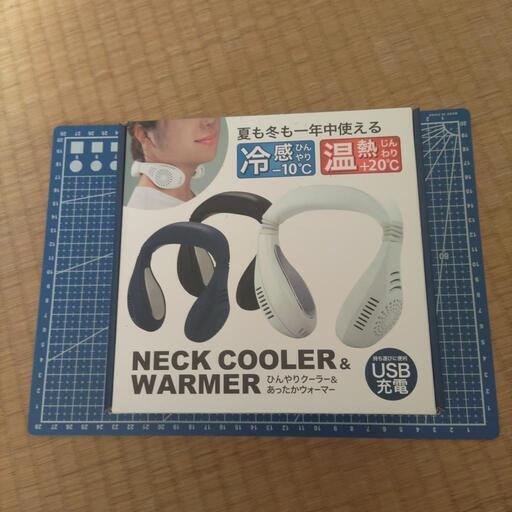 夏も冬も一年中使える
冷感ひんやり-10℃
温熱じんわり+20℃
NECK COOLER &
WARMER
ひんやりクーラー&
あったかウォーマー
持ち運びに便利
USB
充電